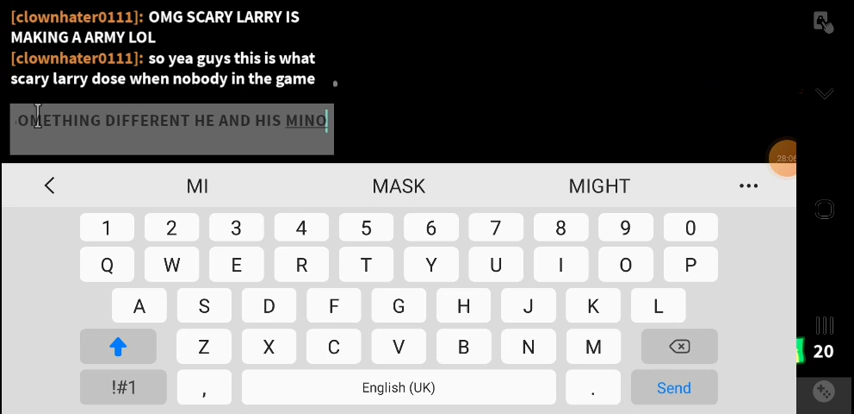 [clownhater0111]: OMG SCARY LARRY IS
MAKING A ARMY LOL
[clownhater0111]: so yea guys this is what
scary larry dose when nobody in the game
OMETHING DIFFERENT HE AND HIS MINO
28:06
MI MASK MIGHT
1 2 3 4 5 6 7 8 9 0
Q W E R T Y U I O P
A S D F G H J K L
Z X C V B N M
20
!#1 , English (UK) . Send